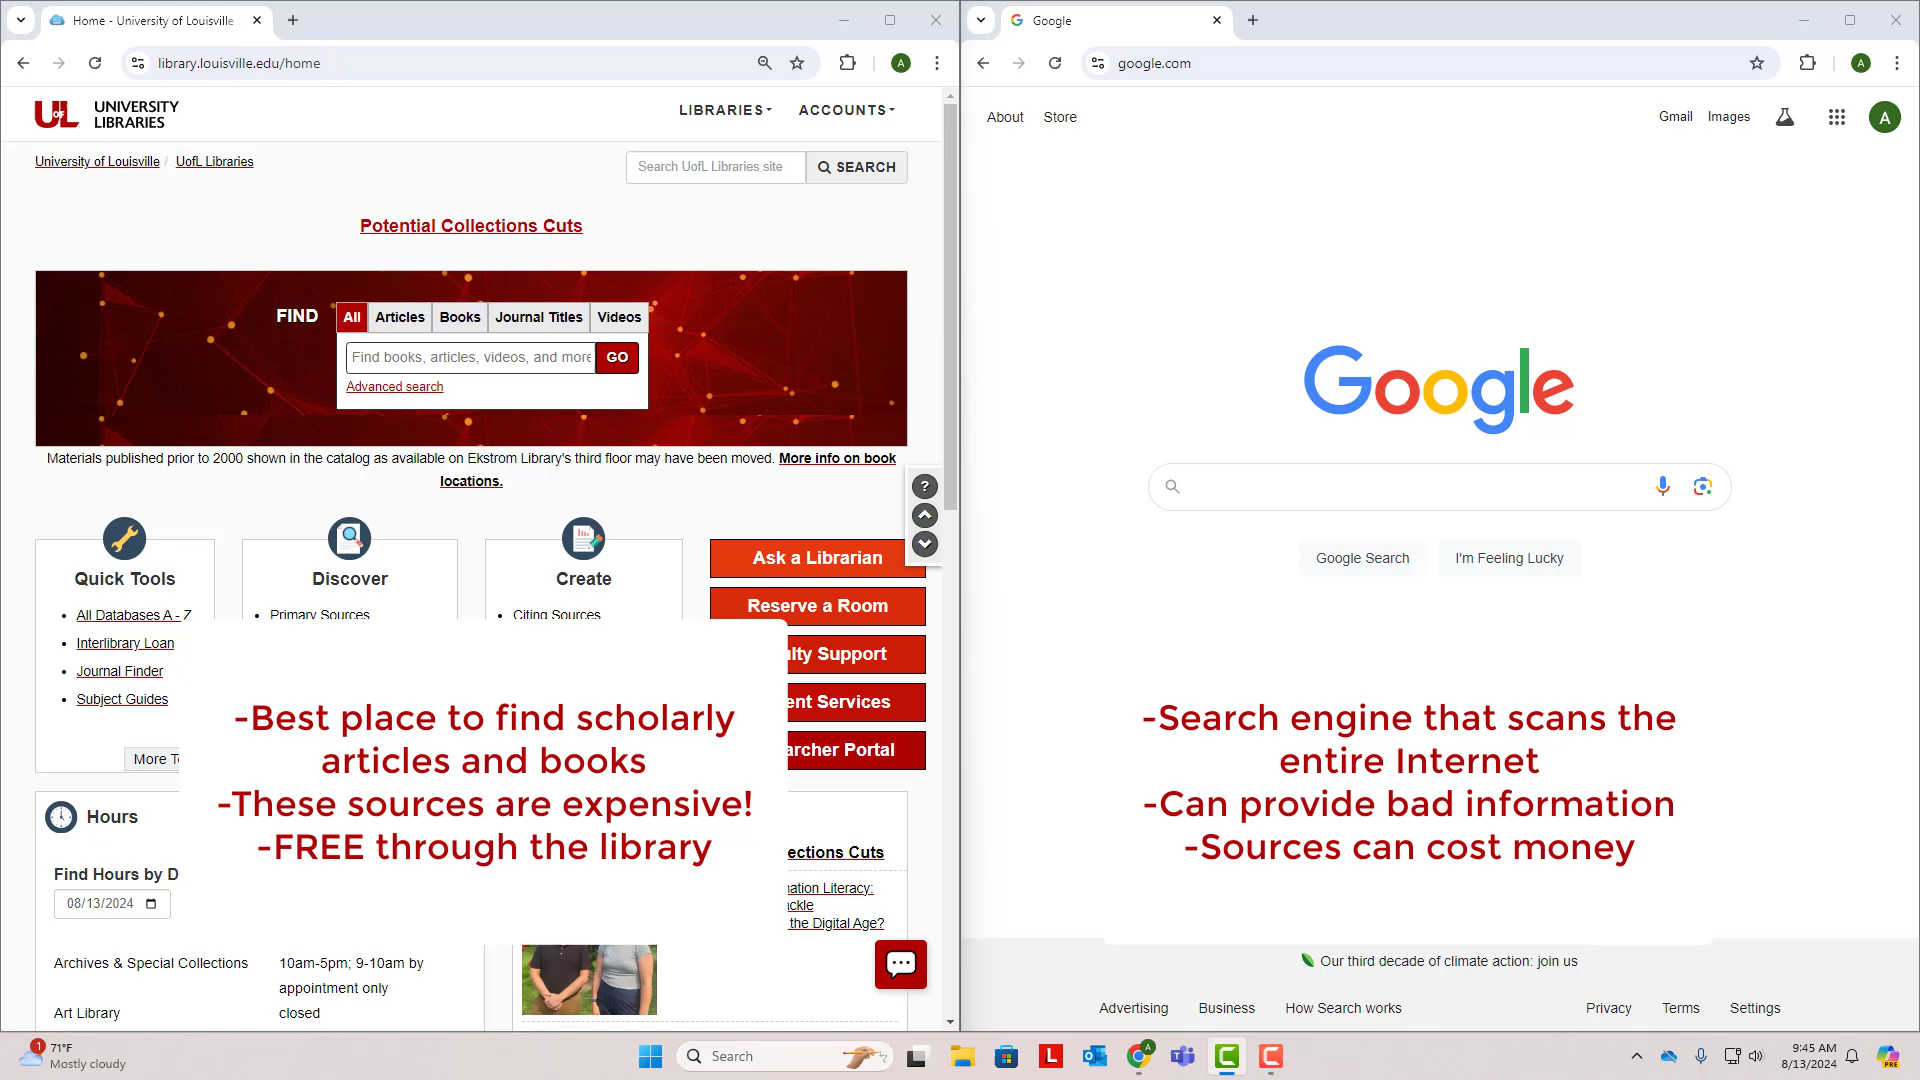 Home - University of Louisville
library.louisville.edu/home
A
UofL
UNIVERSITY
LIBRARIES
LIBRARIES
ACCOUNTS
University of Louisville / UofL Libraries
Search UofL Libraries site
SEARCH
Potential Collections Cuts
FIND
All
Articles
Books
Journal Titles
Videos
Find books, articles, videos, and more
GO
Advanced search
Materials published prior to 2000 shown in the catalog as available on Ekstrom Library's third floor may have been moved. More info on book
locations.
?
Quick Tools
All Databases A - Z
Interlibrary Loan
Journal Finder
Subject Guides
More T
Discover
Primary Sources
Create
Citing Sources
Ask a Librarian
Reserve a Room
ulty Support
ent Services
archer Portal
-Best place to find scholarly
articles and books
-These sources are expensive!
-FREE through the library
Hours
Find Hours by D
08/13/2024
Archives & Special Collections
10am-5pm; 9-10am by
appointment only
Art Library
closed
ections Cuts
nation Literacy:
ackle
the Digital Age?
Google
google.com
A
About
Store
Gmail
Images
A
Google
Google Search
I'm Feeling Lucky
-Search engine that scans the
entire Internet
-Can provide bad information
-Sources can cost money
Our third decade of climate action: join us
Advertising
Business
How Search works
Privacy
Terms
Settings
1
71°F
Mostly cloudy
Search
L
A
C
C
9:45 AM
8/13/2024
PRE